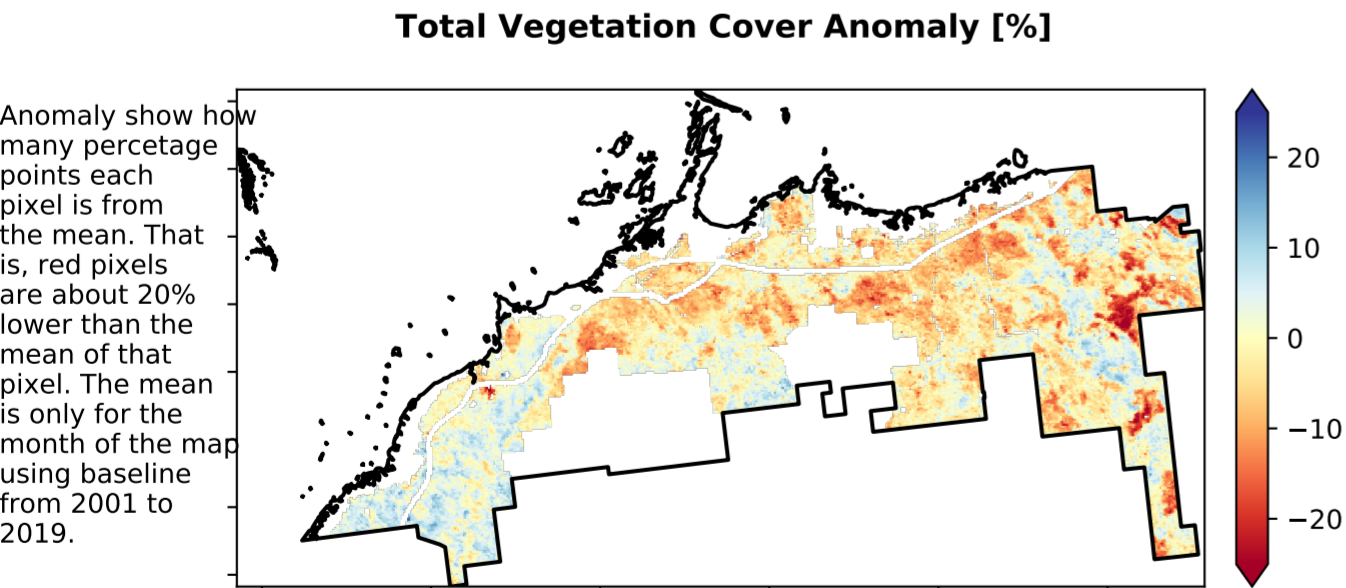 Total Vegetation Cover Anomaly [%]
Anomaly show how
many percetage
points each
pixel is from
the mean. That
is, red pixels
are about 20%
lower than the
mean of that
pixel. The mean
is only for the
month of the map
using baseline
from 2001 to
2019.
20
10
0
−10
−20